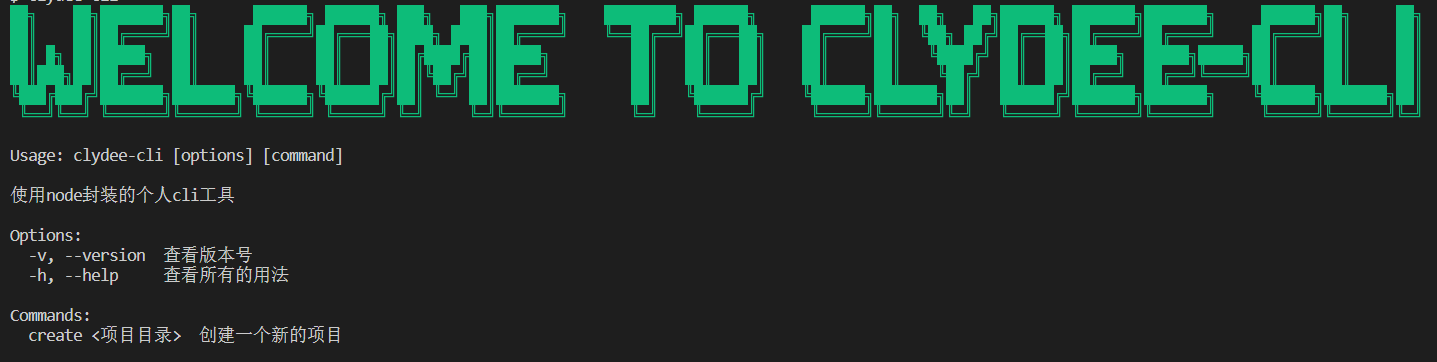 WELCOME TO CLYDEE-CLI
Usage: clydee-cli [options] [command]
使用node封装的个人cli工具
Options:
-v, --version 查看版本号
-h, --help 查看所有的用法
Commands:
create <项目目录> 创建一个新的项目